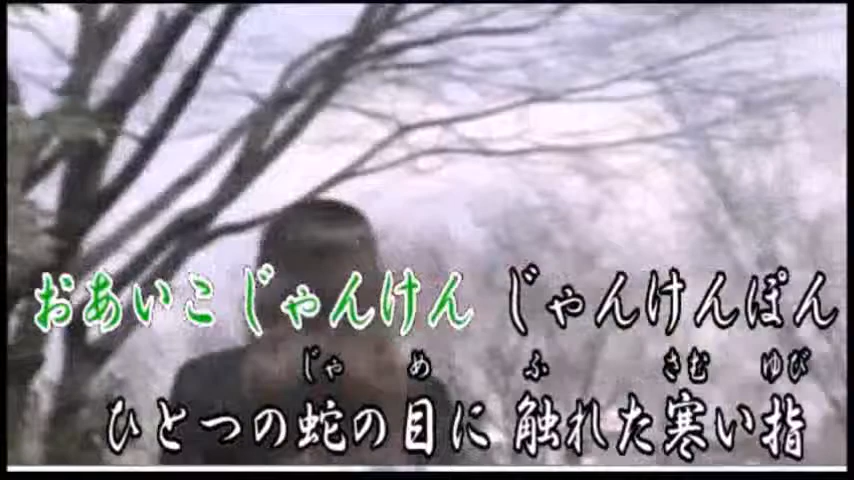 おあいこじゃんけん じゃんけんぽん
じゃ め ふ さむ ゆび
ひとつの蛇の目に 触れた寒い指